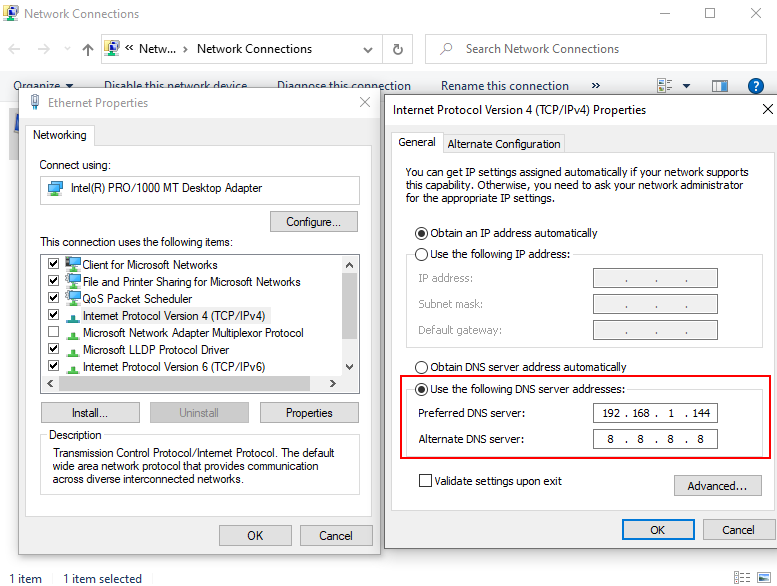 Network Connections
« Netw... > Network Connections
Search Network Connections
Organize Disable this network device Diagnose this connection Rename this connection »
Ethernet Properties
Networking
Connect using:
Intel(R) PRO/1000 MT Desktop Adapter
Configure...
This connection uses the following items:
Client for Microsoft Networks
File and Printer Sharing for Microsoft Networks
QoS Packet Scheduler
Internet Protocol Version 4 (TCP/IPv4)
Microsoft Network Adapter Multiplexor Protocol
Microsoft LLDP Protocol Driver
Internet Protocol Version 6 (TCP/IPv6)
Install... Uninstall Properties
Description
Transmission Control Protocol/Internet Protocol. The default
wide area network protocol that provides communication
across diverse interconnected networks.
OK Cancel
Internet Protocol Version 4 (TCP/IPv4) Properties
General Alternate Configuration
You can get IP settings assigned automatically if your network supports
this capability. Otherwise, you need to ask your network administrator
for the appropriate IP settings.
Obtain an IP address automatically
Use the following IP address:
IP address: . . .
Subnet mask: . . .
Default gateway: . . .
Obtain DNS server address automatically
Use the following DNS server addresses:
Preferred DNS server: 192 . 168 . 1 . 144
Alternate DNS server: 8 . 8 . 8 . 8
Validate settings upon exit
Advanced...
OK Cancel
1 item 1 item selected